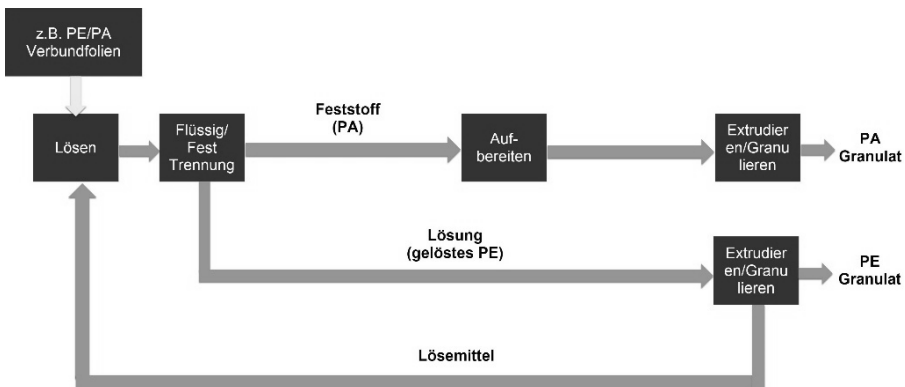 z.B. PE/PA
Verbundfolien
Lösen
Flüssig/
Fest
Trennung
Feststoff
(PA)
Auf-
bereiten
Extrudier
en/Granu
lieren
PA
Granulat
Lösung
(gelöstes PE)
Extrudier
en/Granu
lieren
PE
Granulat
Lösemittel